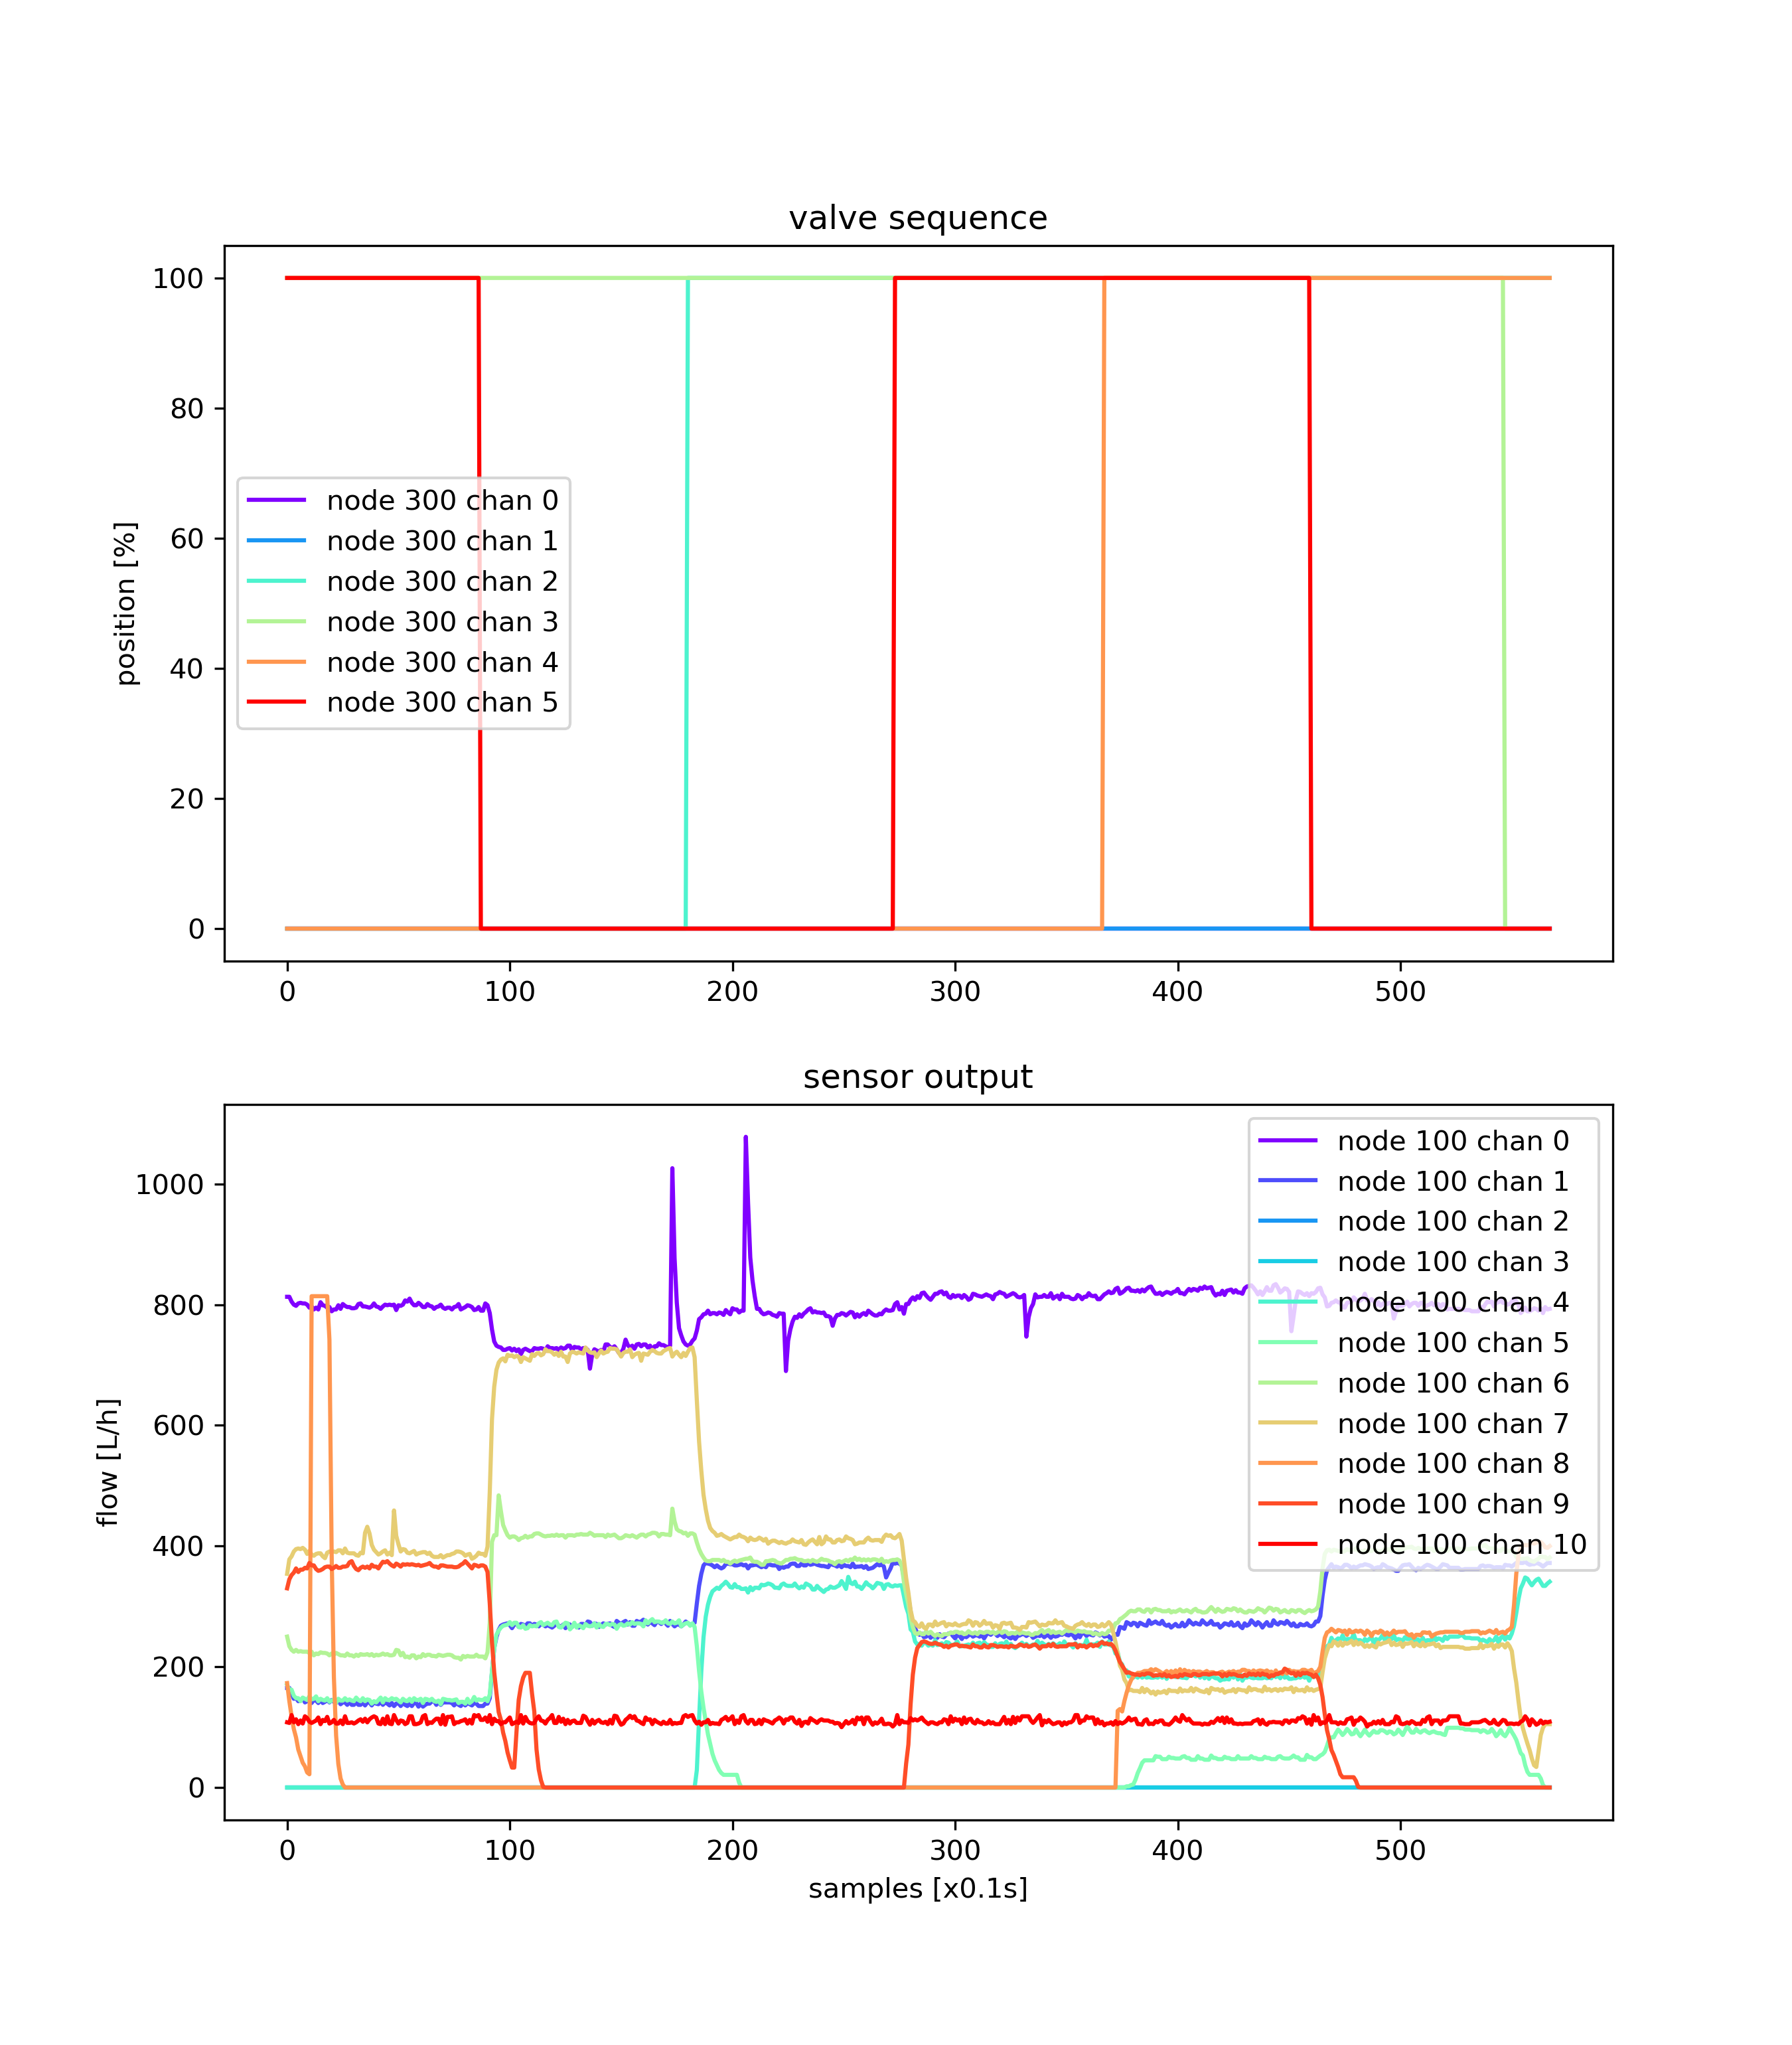 valve sequence
100
80
60
40
20
0
position [%]
node 300 chan 0
node 300 chan 1
node 300 chan 2
node 300 chan 3
node 300 chan 4
node 300 chan 5
0 100 200 300 400 500
sensor output
1000
800
600
400
200
0
flow [L/h]
node 100 chan 0
node 100 chan 1
node 100 chan 2
node 100 chan 3
node 100 chan 4
node 100 chan 5
node 100 chan 6
node 100 chan 7
node 100 chan 8
node 100 chan 9
node 100 chan 10
0 100 200 300 400 500
samples [x0.1s]